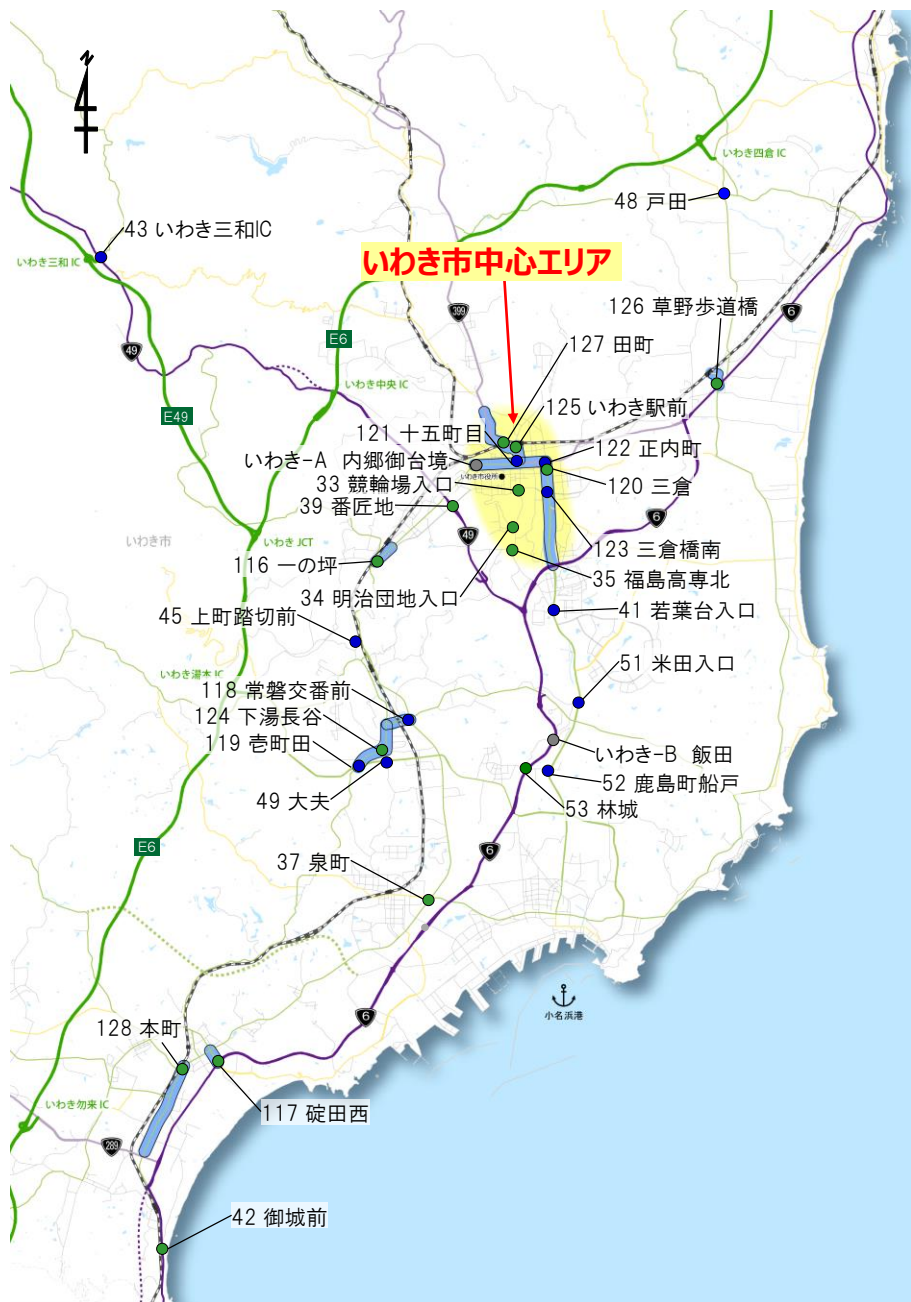 N
いわき四倉IC
48 戸田
43 いわき三和IC
いわき三和IC
いわき市中心エリア
399
126 草野歩道橋
6
127 田町
E6
49
いわき中央IC
E49
125 いわき駅前
121 十五町目
122 正内町
いわき-A 内郷御台境
いわき市役所
120 三倉
33 競輪場入口
39 番匠地
6
49
いわき市
いわきJCT
123 三倉橋南
116 一の坪
35 福島高専北
34 明治団地入口
41 若葉台入口
45 上町踏切前
51 米田入口
いわき湯本IC
118 常磐交番前
124 下湯長谷
119 壱町田
いわき-B 飯田
52 鹿島町船戸
49 大夫
53 林城
E6
6
37 泉町
小名浜港
6
128 本町
いわき勿来IC
117 碇田西
289
42 御城前